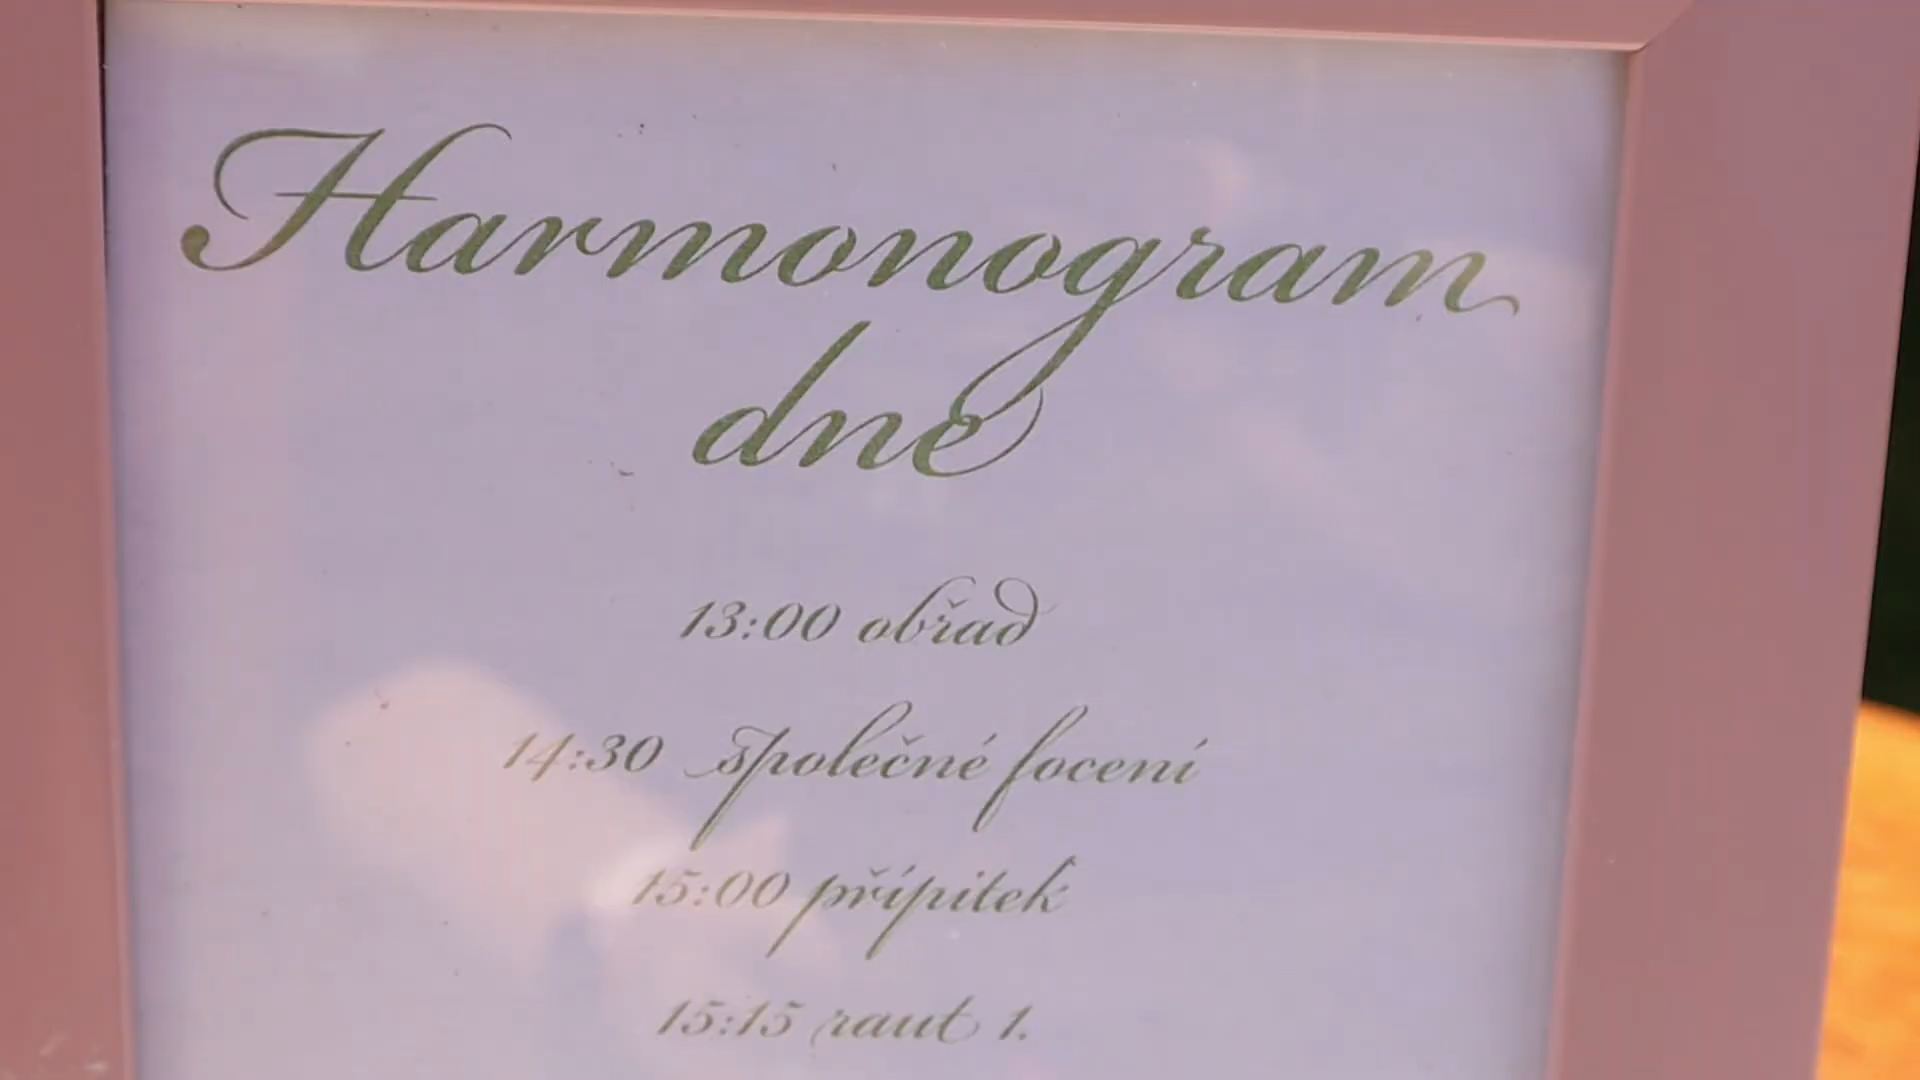 Harmonogram
dne
13:00 obřad
14:30 společné focení
15:00 přípitek
15:15 raut 1.